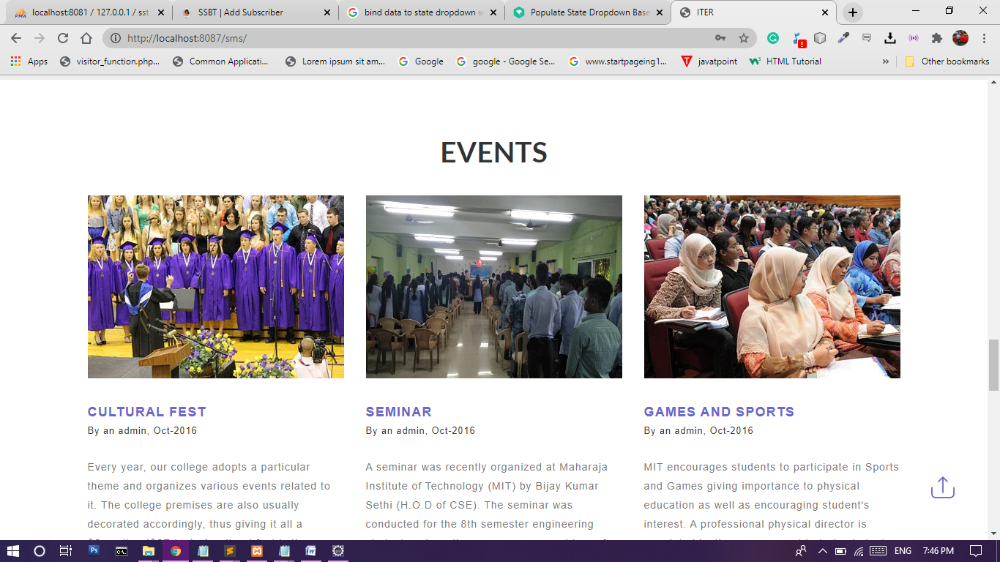 localhost:8081 / 127.0.0.1 / sst
SSBT | Add Subscriber
bind data to state dropdown w
Populate State Dropdown Base
ITER
http://localhost:8087/sms/
Apps
visitor_function.php...
Common Applicati...
Lorem ipsum sit am...
Google
google - Google Se...
www.startpageing1...
javatpoint
HTML Tutorial
»
Other bookmarks
EVENTS
CULTURAL FEST
By an admin, Oct-2016
Every year, our college adopts a particular
theme and organizes various events related to
it. The college premises are also usually
decorated accordingly, thus giving it all a
SEMINAR
By an admin, Oct-2016
A seminar was recently organized at Maharaja
Institute of Technology (MIT) by Bijay Kumar
Sethi (H.O.D of CSE). The seminar was
conducted for the 8th semester engineering
GAMES AND SPORTS
By an admin, Oct-2016
MIT encourages students to participate in Sports
and Games giving importance to physical
education as well as encouraging student's
interest. A professional physical director is
ENG
7:46 PM